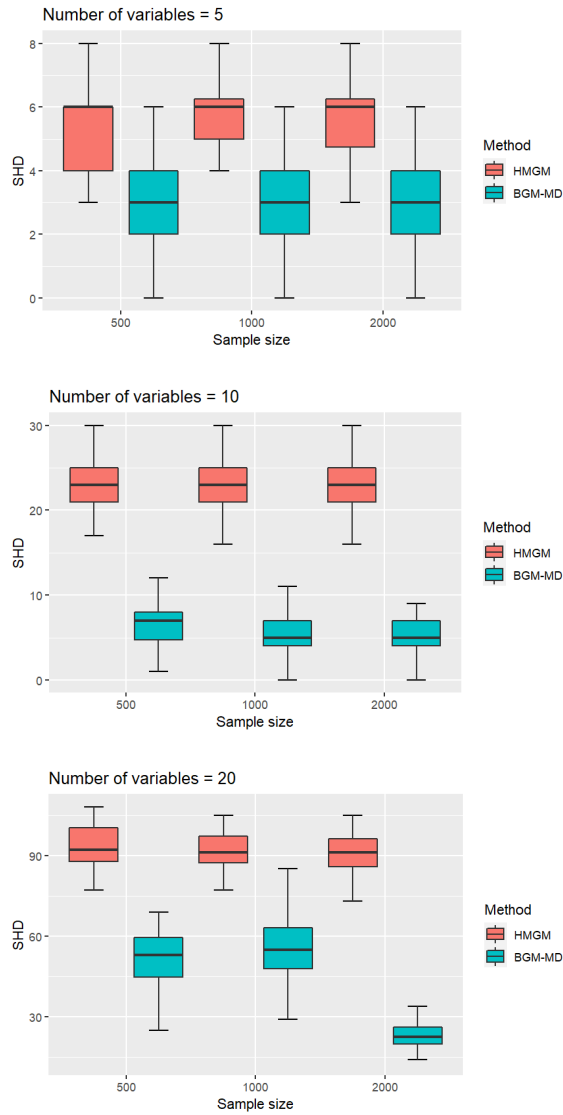 Number of variables = 5
8
6
4
2
0
SHD
500
1000
2000
Sample size
Method
HMGM
BGM-MD
Number of variables = 10
30
20
10
0
SHD
500
1000
2000
Sample size
Method
HMGM
BGM-MD
Number of variables = 20
90
60
30
SHD
500
1000
2000
Sample size
Method
HMGM
BGM-MD